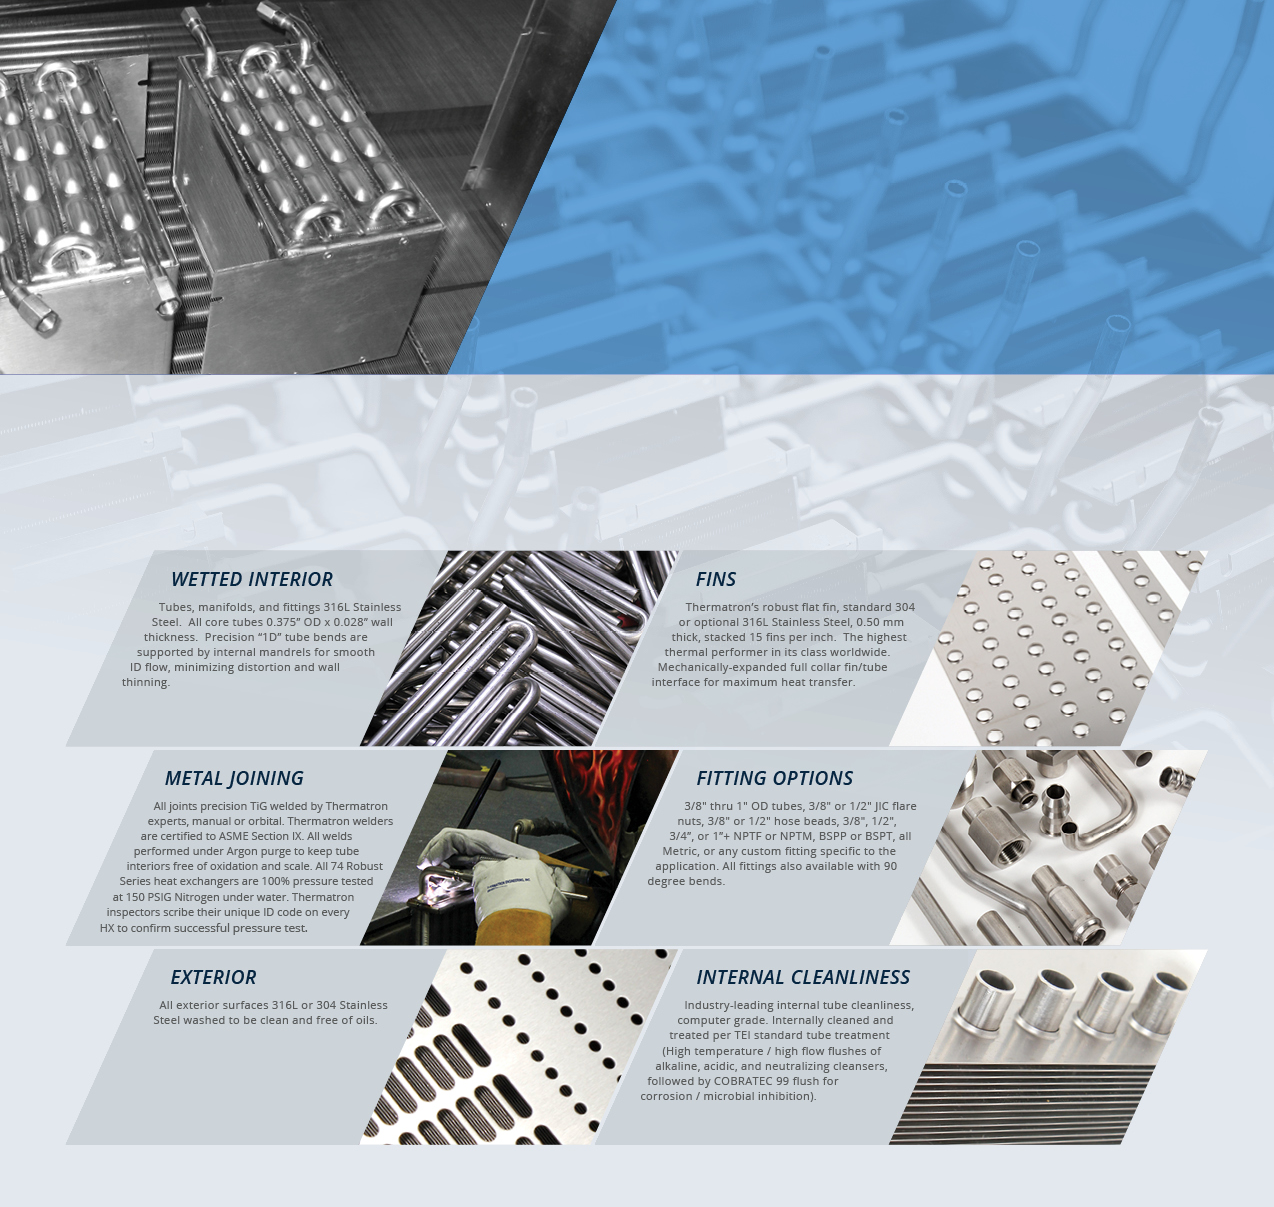 WETTED INTERIOR
Tubes, manifolds, and fittings 316L Stainless
Steel.  All core tubes 0.375” OD x 0.028” wall
thickness.  Precision “1D” tube bends are
supported by internal mandrels for smooth
ID flow, minimizing distortion and wall
thinning.
FINS
Thermatron’s robust flat fin, standard 304
or optional 316L Stainless Steel, 0.50 mm
thick, stacked 15 fins per inch.  The highest
thermal performer in its class worldwide.
Mechanically-expanded full collar fin/tube
interface for maximum heat transfer.
METAL JOINING
All joints precision TiG welded by Thermatron
experts, manual or orbital. Thermatron welders
are certified to ASME Section IX. All welds
performed under Argon purge to keep tube
interiors free of oxidation and scale. All 74 Robust
Series heat exchangers are 100% pressure tested
at 150 PSIG Nitrogen under water. Thermatron
inspectors scribe their unique ID code on every
HX to confirm successful pressure test.
FITTING OPTIONS
3/8" thru 1" OD tubes, 3/8" or 1/2" JIC flare
nuts, 3/8" or 1/2" hose beads, 3/8", 1/2",
3/4”, or 1”+ NPTF or NPTM, BSPP or BSPT, all
Metric, or any custom fitting specific to the
application. All fittings also available with 90
degree bends.
EXTERIOR
All exterior surfaces 316L or 304 Stainless
Steel washed to be clean and free of oils.
INTERNAL CLEANLINESS
Industry-leading internal tube cleanliness,
computer grade. Internally cleaned and
treated per TEI standard tube treatment
(High temperature / high flow flushes of
alkaline, acidic, and neutralizing cleansers,
followed by COBRATEC 99 flush for
corrosion / microbial inhibition).